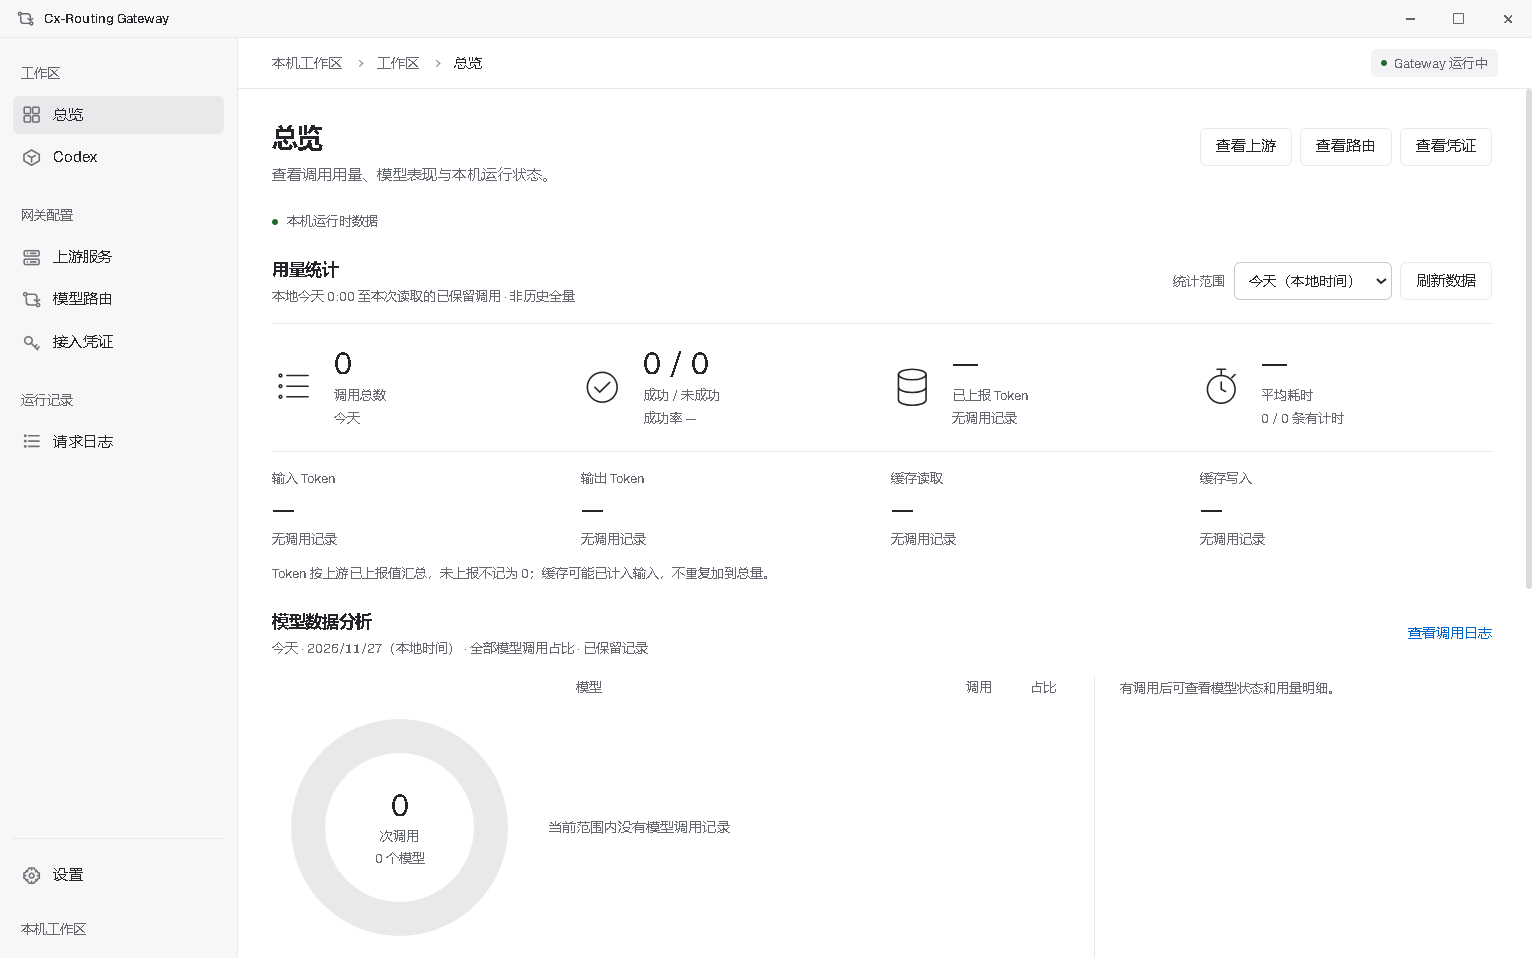 Cx-Routing Gateway
工作区
总览
Codex
网关配置
上游服务
模型路由
接入凭证
运行记录
请求日志
设置
本机工作区
本机工作区 > 工作区 > 总览
Gateway 运行中
总览
查看调用用量、模型表现与本机运行状态。
查看上游
查看路由
查看凭证
本机运行时数据
用量统计
本地今天 0:00 至本次读取的已保留调用 · 非历史全量
统计范围
今天（本地时间）
刷新数据
0
调用总数
今天
0 / 0
成功 / 未成功
成功率 —
—
已上报 Token
无调用记录
—
平均耗时
0 / 0 条有计时
输入 Token
—
无调用记录
输出 Token
—
无调用记录
缓存读取
—
无调用记录
缓存写入
—
无调用记录
Token 按上游已上报值汇总，未上报不记为 0；缓存可能已计入输入，不重复加到总量。
模型数据分析
今天 · 2026/11/27（本地时间） · 全部模型调用占比 · 已保留记录
查看调用日志
模型 调用 占比
0
次调用
0 个模型
当前范围内没有模型调用记录
有调用后可查看模型状态和用量明细。